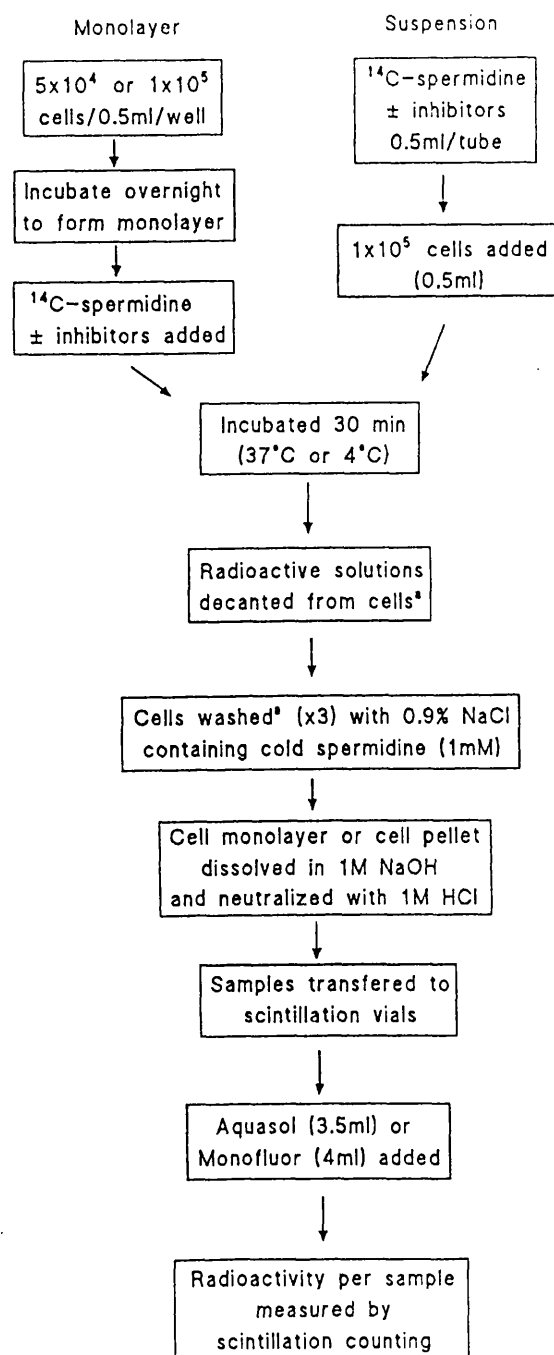 Monolayer
Suspension
5x10⁴ or 1x10⁵
cells/0.5ml/well
¹⁴C-spermidine
± inhibitors
0.5ml/tube
Incubate overnight
to form monolayer
1x10⁵ cells added
(0.5ml)
¹⁴C-spermidine
± inhibitors added
Incubated 30 min
(37°C or 4°C)
Radioactive solutions
decanted from cellsᵃ
Cells washedᵃ (x3) with 0.9% NaCl
containing cold spermidine (1mM)
Cell monolayer or cell pellet
dissolved in 1M NaOH
and neutralized with 1M HCl
Samples transfered to
scintillation vials
Aquasol (3.5ml) or
Monofluor (4ml) added
Radioactivity per sample
measured by
scintillation counting